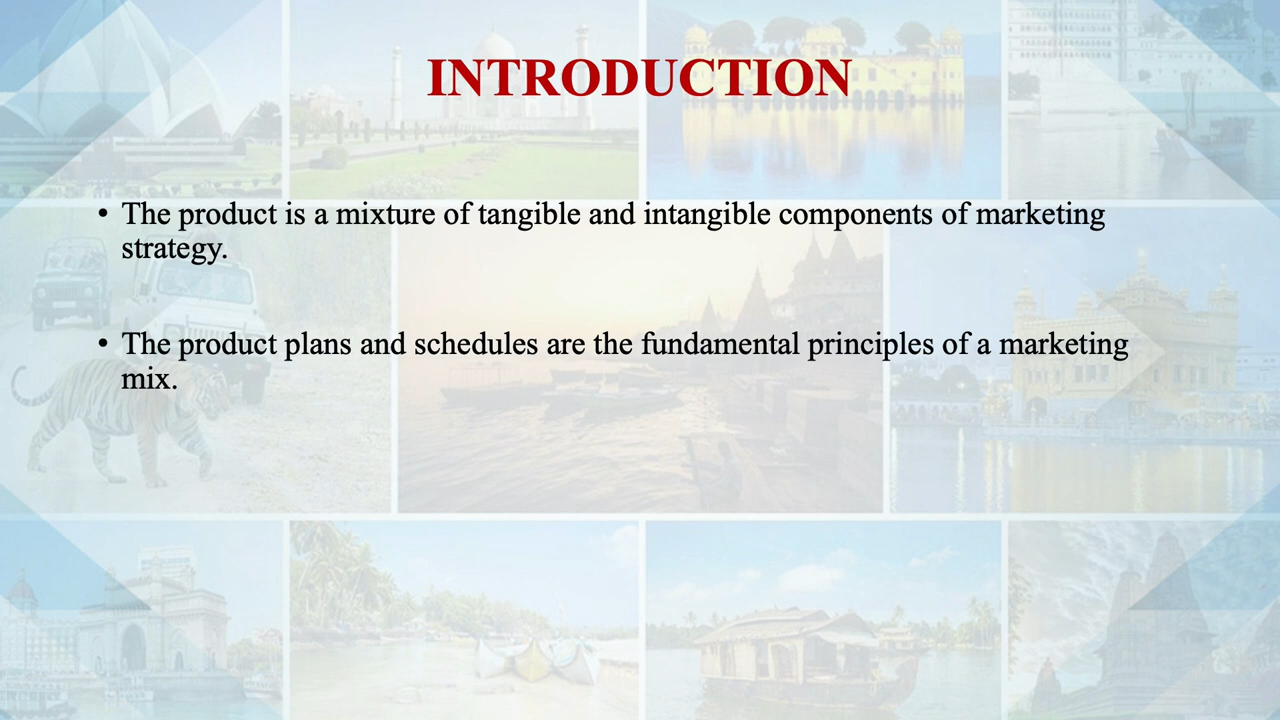 INTRODUCTION
• The product is a mixture of tangible and intangible components of marketing
strategy.
• The product plans and schedules are the fundamental principles of a marketing
mix.